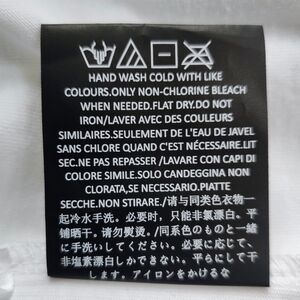 HAND WASH COLD WITH LIKE
COLOURS.ONLY NON-CHLORINE BLEACH
WHEN NEEDED.FLAT DRY.DO NOT
IRON/LAVER AVEC DES COULEURS
SIMILAIRES.SEULEMENT DE L'EAU DE JAVEL
SANS CHLORE QUAND C'EST NÉCESSAIRE.LIT
SEC.NE PAS REPASSER /LAVARE CON CAPI DI
COLORE SIMILE.SOLO CANDEGGINA NON
CLORATA,SE NECESSARIO.PIATTE
SECCHE.NON STIRARE./请与同类色衣物一
起冷水手洗。必要时，只能非氯漂白。平
铺晒干。请勿熨烫。/同系色のものと一緒
に手洗いして冷たい。必要に応じて、
非塩素漂白しかできない。平らにして干
します。アイロンをかけるな